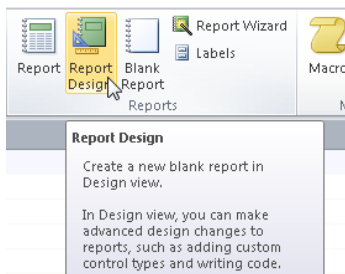 Report
Report Design
Blank Report
Report Wizard
Labels
Macro
Reports
Report Design
Create a new blank report in
Design view.
In Design view, you can make
advanced design changes to
reports, such as adding custom
control types and writing code.